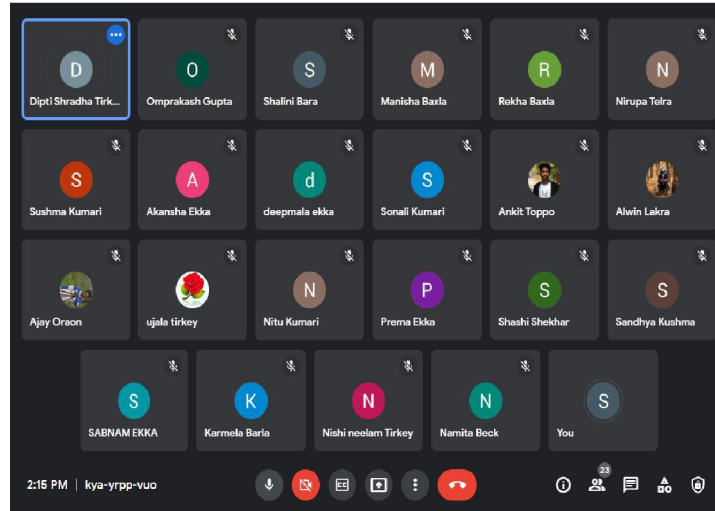 D
Dipti Shradha Tirk...
O
Omprakash Gupta
S
Shalini Bara
M
Manisha Baxla
R
Rekha Baxla
N
Nirupa Telra
S
Sushma Kumari
A
Akansha Ekka
d
deepmala ekka
S
Sonali Kumari
Ankit Toppo
Alwin Lakra
Ajay Oraon
ujala tirkey
N
Nitu Kumari
P
Prema Ekka
S
Shashi Shekhar
S
Sandhya Kushma
S
SABNAM EKKA
K
Karmela Barla
N
Nishi neelam Tirkey
N
Namita Beck
S
You
2:15 PM | kya-yrpp-vuo
CC
23